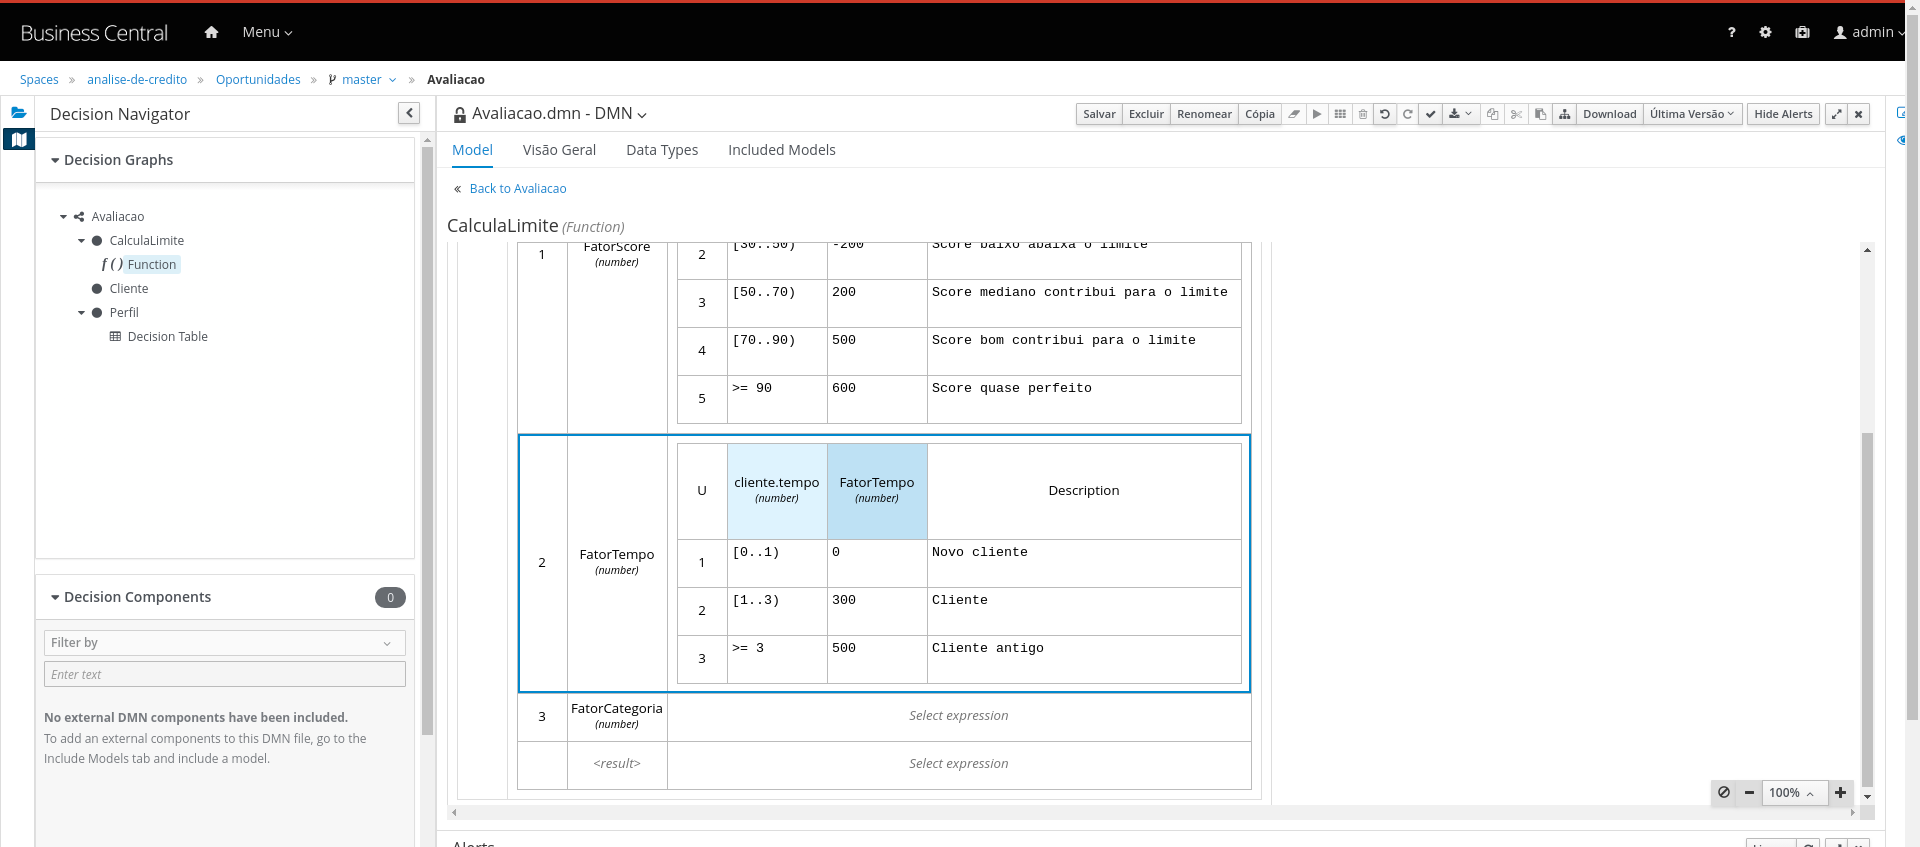 Business Central
Menu
?
admin
Spaces » analise-de-credito » Oportunidades » master » Avaliacao
Decision Navigator
Avaliacao.dmn - DMN
Salvar Excluir Renomear Cópia Download Última Versão Hide Alerts
Model Visão Geral Data Types Included Models
« Back to Avaliacao
CalculaLimite (Function)
Decision Graphs
Avaliacao
CalculaLimite
f ( ) Function
Cliente
Perfil
Decision Table
Decision Components 0
Filter by
Enter text
No external DMN components have been included.
To add an external components to this DMN file, go to the
Include Models tab and include a model.
1 FatorScore (number)
2 [30..50) -200 Score baixo abaixa o limite
3 [50..70) 200 Score mediano contribui para o limite
4 [70..90) 500 Score bom contribui para o limite
5 >= 90 600 Score quase perfeito
2 FatorTempo (number)
U cliente.tempo (number) FatorTempo (number) Description
1 [0..1) 0 Novo cliente
2 [1..3) 300 Cliente
3 >= 3 500 Cliente antigo
3 FatorCategoria (number) Select expression
<result> Select expression
100%
Alerts